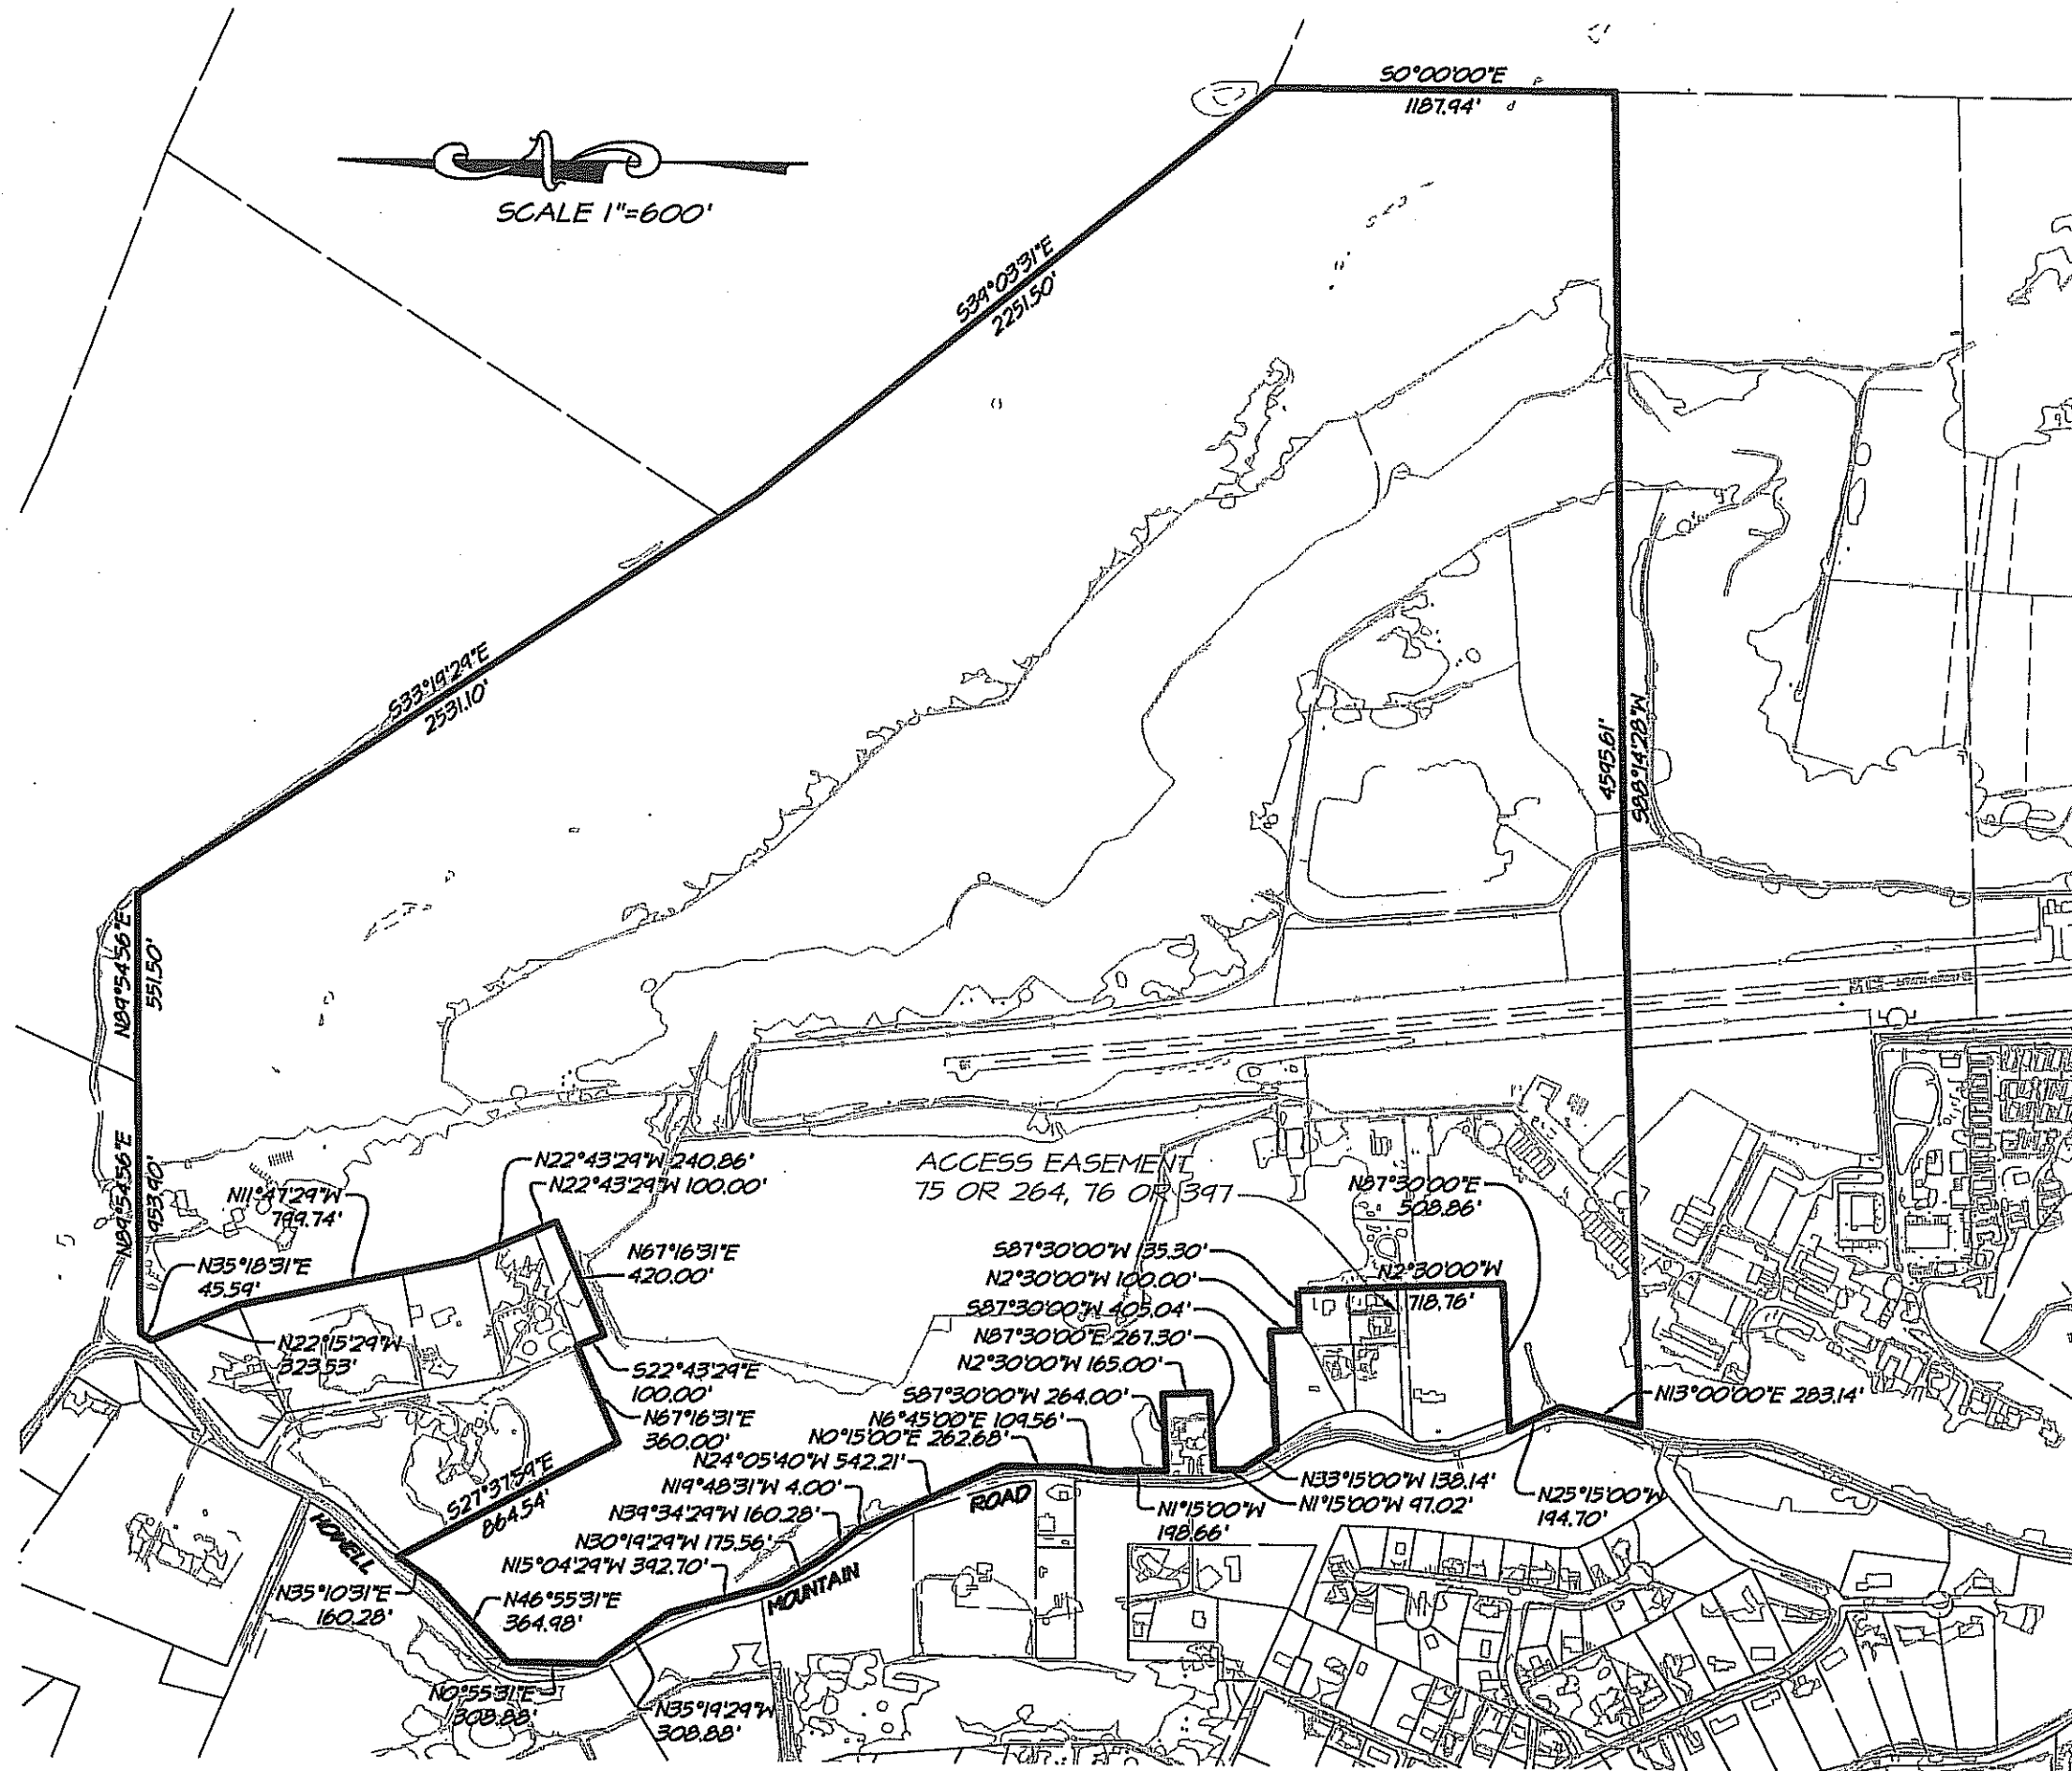 S0°00'00"E
1187.94'
SCALE 1"=600'
S39°03'31"E
2251.50'
S33°19'29"E
2531.10'
4595.61'
S88°14'28"W
N89°54'56"E
551.50'
N89°54'56"E
953.90'
N11°47'29"W
799.74'
N22°43'29"W 240.86'
N22°43'29"W 100.00'
N35°18'31"E
45.59'
N67°16'31"E
420.00'
N22°15'29"W
323.53'
S22°43'29"E
100.00'
N67°16'31"E
360.00'
S27°37'59"E
864.54'
ACCESS EASEMENT
75 OR 264, 76 OR 397
N87°30'00"E
508.86'
S87°30'00"W 135.30'
N2°30'00"W 100.00'
N2°30'00"W
718.76'
S87°30'00"W 405.04'
N87°30'00"E 267.30'
N2°30'00"W 165.00'
S87°30'00"W 264.00'
N6°45'00"E 109.56'
N0°15'00"E 262.68'
N24°05'40"W 542.21'
N19°48'31"W 4.00'
N39°34'29"W 160.28'
N30°19'29"W 175.56'
N15°04'29"W 392.70'
N13°00'00"E 283.14'
N33°15'00"W 138.14'
N1°15'00"W 97.02'
N1°15'00"W
198.66'
N25°15'00"W
194.70'
HOWELL
MOUNTAIN
ROAD
N35°10'31"E
160.28'
N46°55'31"E
364.98'
N0°55'31"E
308.88'
N35°19'29"W
308.88'